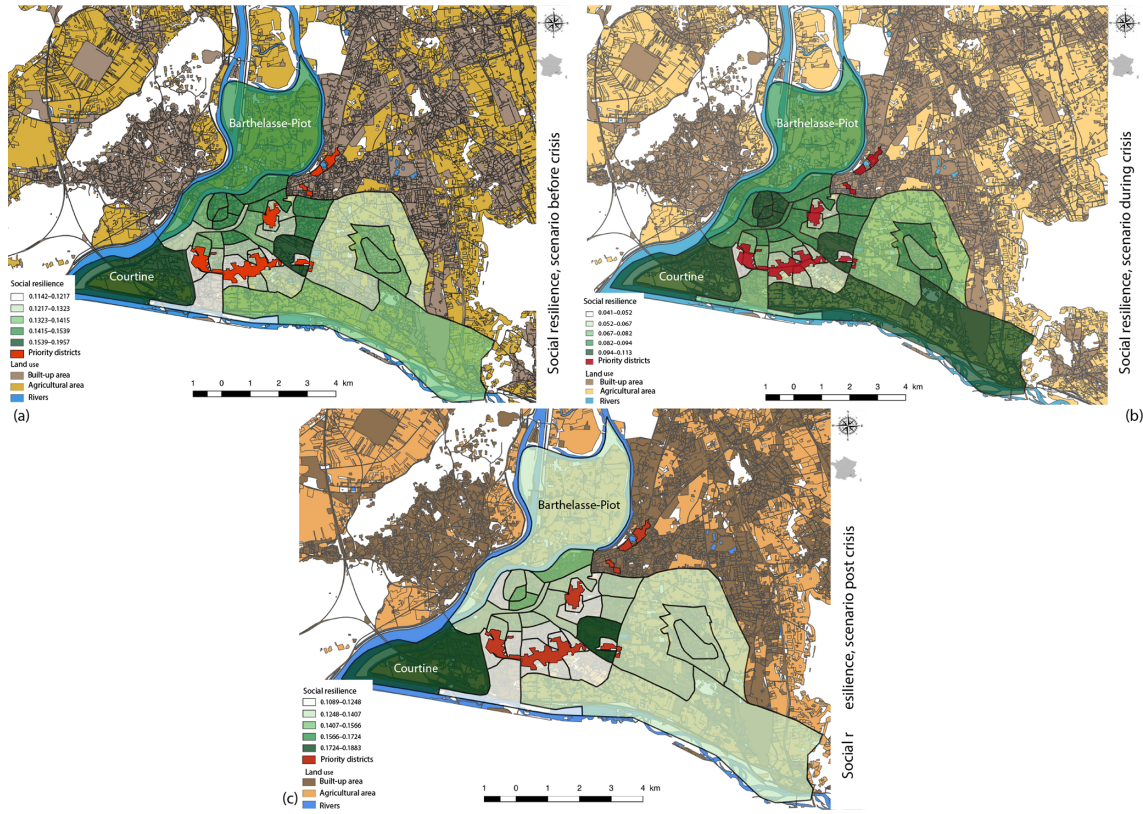 Barthelasse-Piot
Courtine
Social resilience
0.1142–0.1217
0.1217–0.1323
0.1323–0.1415
0.1415–0.1539
0.1539–0.1957
Priority districts
Land use
Built-up area
Agricultural area
Rivers
1 0 1 2 3 4 km
Social resilience, scenario before crisis
(a)
Barthelasse-Piot
Courtine
Social resilience
0.041–0.052
0.052–0.067
0.067–0.082
0.082–0.094
0.094–0.113
Priority districts
Land use
Built-up area
Agricultural area
Rivers
1 0 1 2 3 4 km
Social resilience, scenario during crisis
(b)
Barthelasse-Piot
Courtine
Social resilience
0.1089–0.1248
0.1248–0.1407
0.1407–0.1566
0.1566–0.1724
0.1724–0.1883
Priority districts
Land use
Built-up area
Agricultural area
Rivers
1 0 1 2 3 4 km
Social r esilience, scenario post crisis
(c)